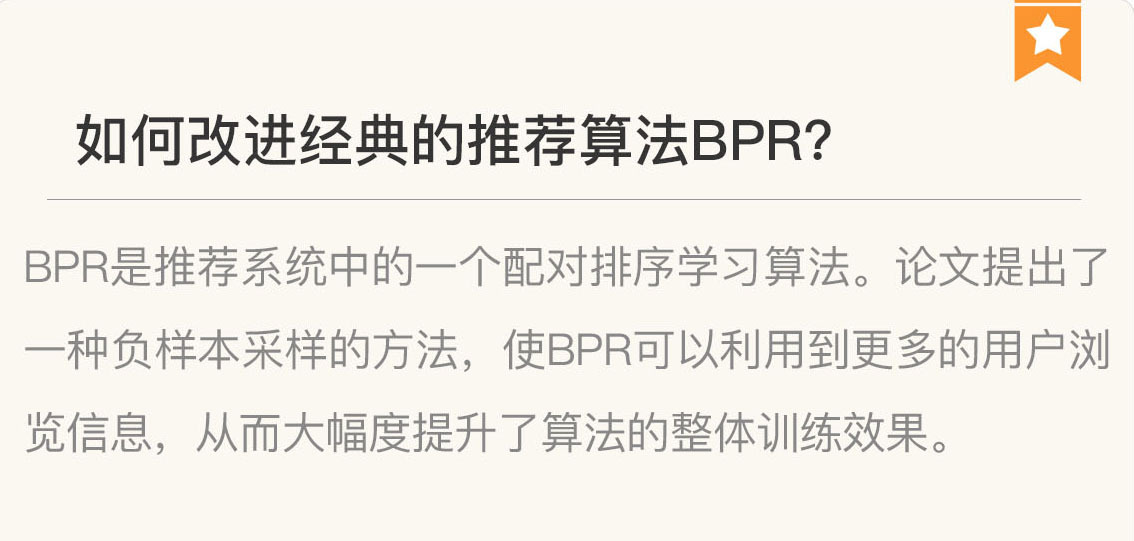 如何改进经典的推荐算法BPR？
BPR是推荐系统中的一个配对排序学习算法。论文提出了
一种负样本采样的方法，使BPR可以利用到更多的用户浏
览信息，从而大幅度提升了算法的整体训练效果。